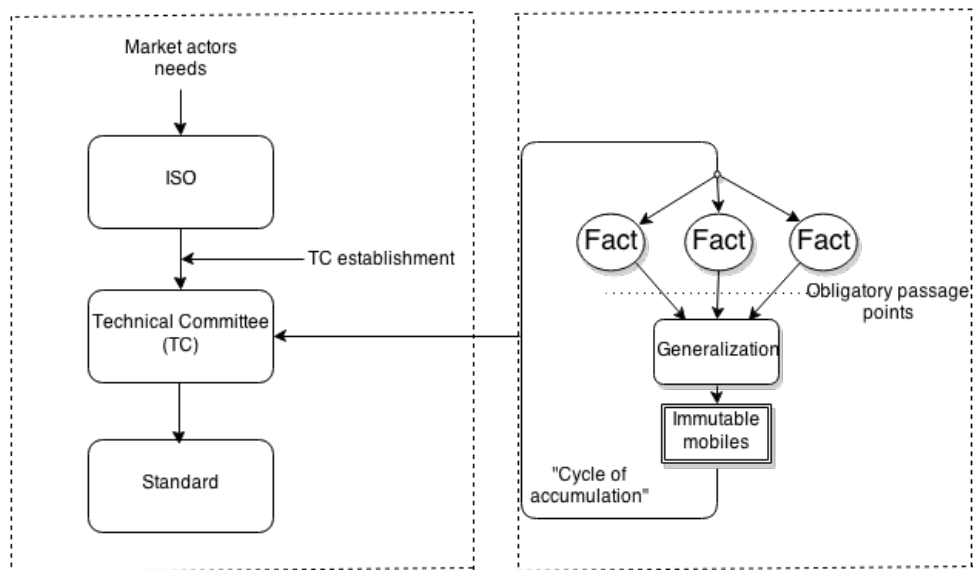 Market actors
needs
ISO
TC establishment
Technical Committee
(TC)
Standard
Fact
Fact
Fact
Obligatory passage
points
Generalization
Immutable
mobiles
"Cycle of
accumulation"